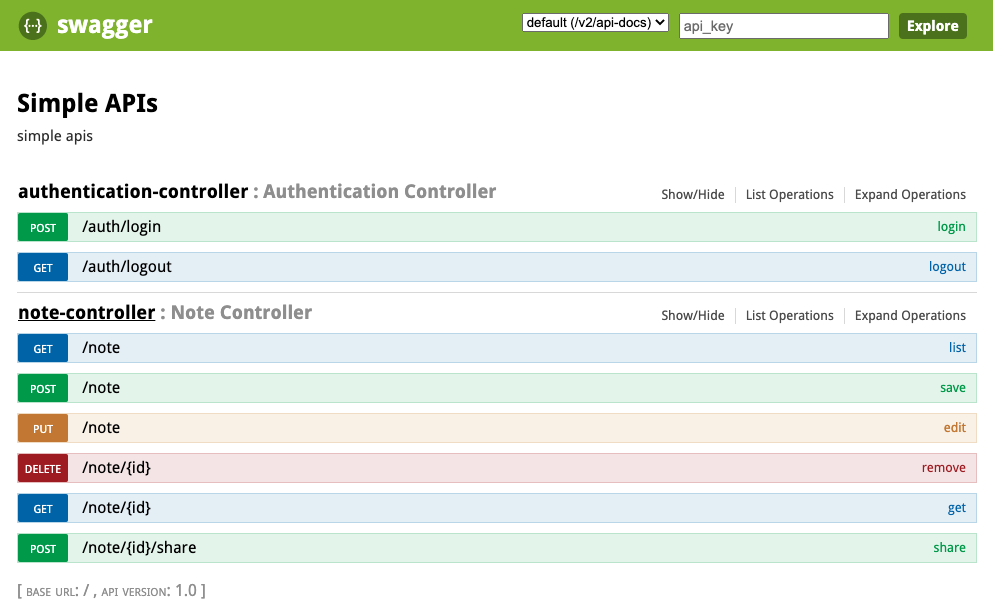 {··} swagger default (/v2/api-docs) api_key Explore
Simple APIs
simple apis
authentication-controller : Authentication Controller Show/Hide List Operations Expand Operations
POST /auth/login login
GET /auth/logout logout
note-controller : Note Controller Show/Hide List Operations Expand Operations
GET /note list
POST /note save
PUT /note edit
DELETE /note/{id} remove
GET /note/{id} get
POST /note/{id}/share share
[ BASE URL: / , API VERSION: 1.0 ]